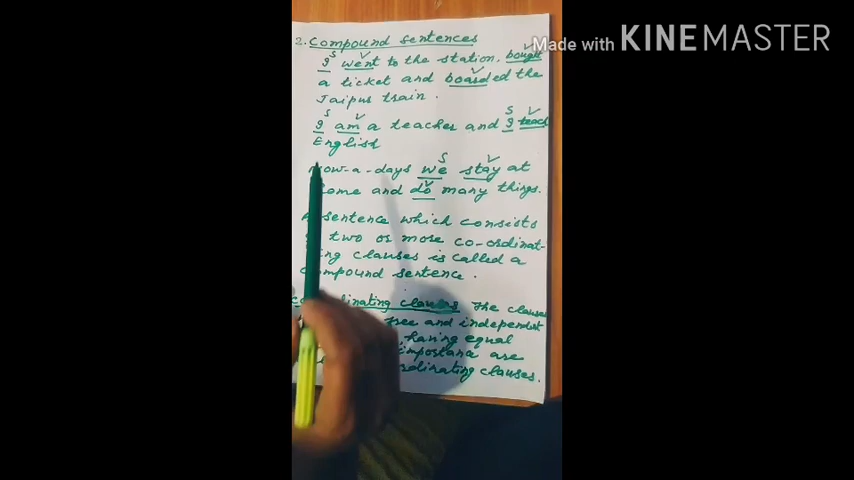 2. Compound sentences
S V V
I went to the station, bought
V
a ticket and boarded the
Jaipur train.
S V S V
I am a teacher and I teach
English
S V
now-a-days we stay at
V
home and do many things.
A sentence which consists
two or more co-ordinat-
ing clauses is called a
compound sentence.
co-ordinating clauses The clauses
free and independent
having equal
importance are
ordinating clauses.
Made with KINEMASTER